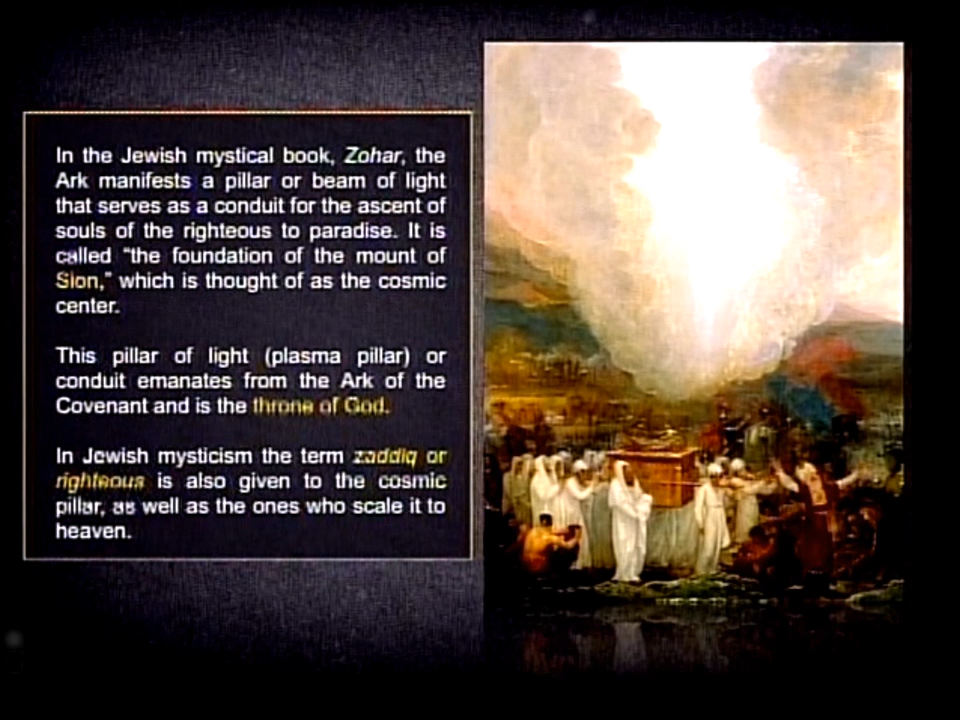 In the Jewish mystical book, Zohar, the
Ark manifests a pillar or beam of light
that serves as a conduit for the ascent of
souls of the righteous to paradise. It is
called "the foundation of the mount of
Sion," which is thought of as the cosmic
center.
This pillar of light (plasma pillar) or
conduit emanates from the Ark of the
Covenant and is the throne of God.
In Jewish mysticism the term zaddiq or
righteous is also given to the cosmic
pillar, as well as the ones who scale it to
heaven.